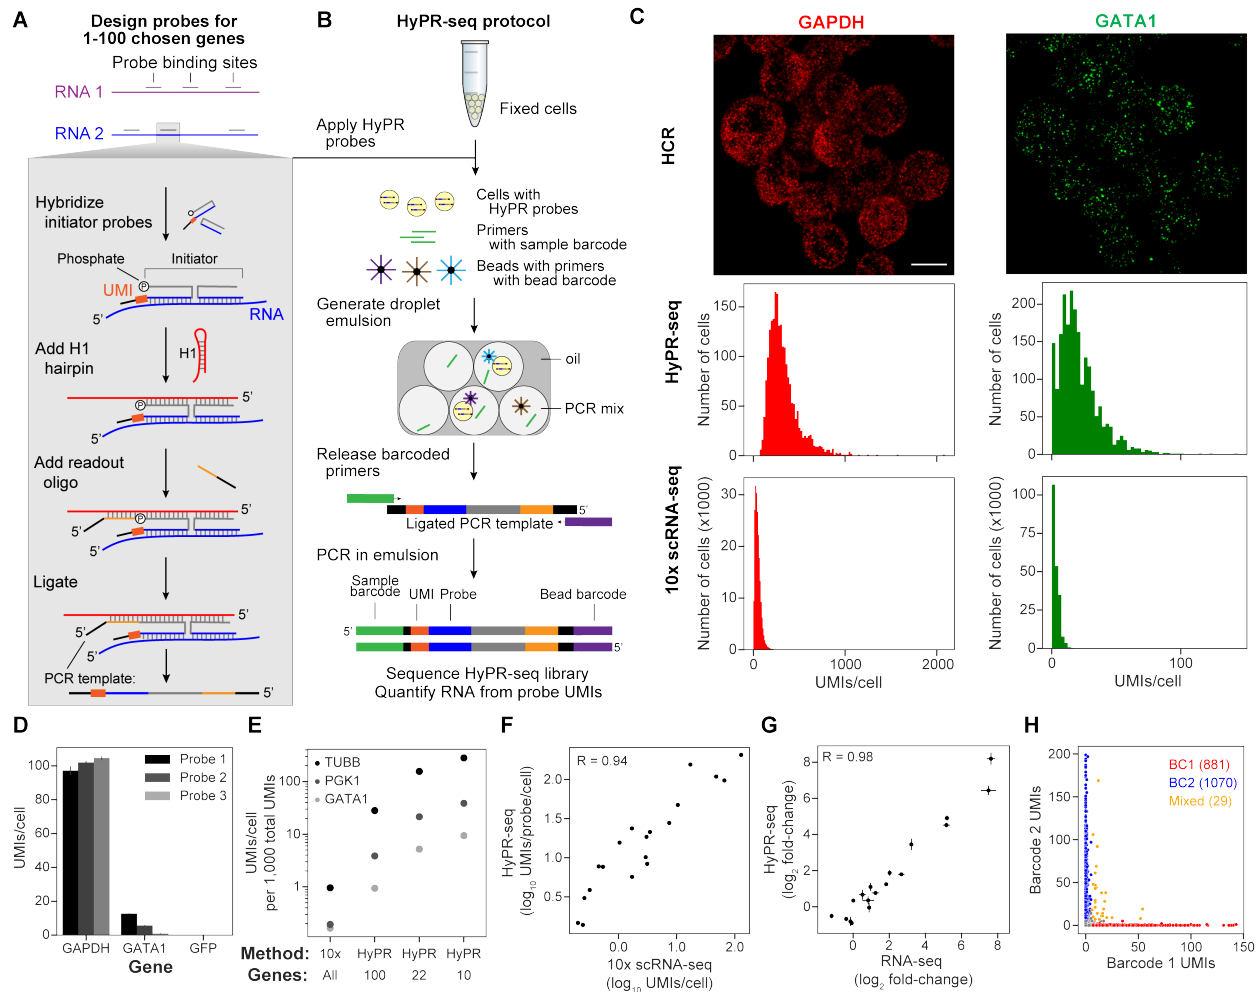 A
Design probes for
1-100 chosen genes
Probe binding sites
RNA 1
RNA 2
Hybridize
initiator probes
Phosphate
Initiator
P
UMI
RNA
5'
Add H1
hairpin
H1
5'
P
5'
Add readout
oligo
5'
P
5'
5'
Ligate
5'
5'
PCR template:
5'
B
HyPR-seq protocol
Fixed cells
Apply HyPR
probes
Cells with
HyPR probes
Primers
with sample barcode
Beads with primers
with bead barcode
Generate droplet
emulsion
oil
PCR mix
Release barcoded
primers
5'
Ligated PCR template
PCR in emulsion
Sample
barcode
UMI
Probe
Bead barcode
5'
5'
Sequence HyPR-seq library
Quantify RNA from probe UMIs
C
GAPDH
GATA1
HCR
HyPR-seq
Number of cells
150
100
50
0
Number of cells
200
150
100
50
0
10x scRNA-seq
Number of cells (x1000)
30
20
10
0
0
1000
2000
UMIs/cell
Number of cells (x1000)
100
75
50
25
0
0
100
UMIs/cell
D
UMIs/cell
100
80
60
40
20
0
Probe 1
Probe 2
Probe 3
GAPDH
GATA1
GFP
Gene
E
UMIs/cell
per 1,000 total UMIs
100
10
1
TUBB
PGK1
GATA1
Method:
10x
HyPR
HyPR
HyPR
Genes:
All
100
22
10
F
R = 0.94
HyPR-seq
(log10 UMIs/probe/cell)
2.0
1.5
1.0
0.5
0.0
1.0
2.0
10x scRNA-seq
(log10 UMIs/cell)
G
R = 0.98
HyPR-seq
(log2 fold-change)
8
6
4
2
0
0
2
4
6
8
RNA-seq
(log2 fold-change)
H
Barcode 2 UMIs
200
150
100
50
0
BC1 (881)
BC2 (1070)
Mixed (29)
0
50
100
150
Barcode 1 UMIs